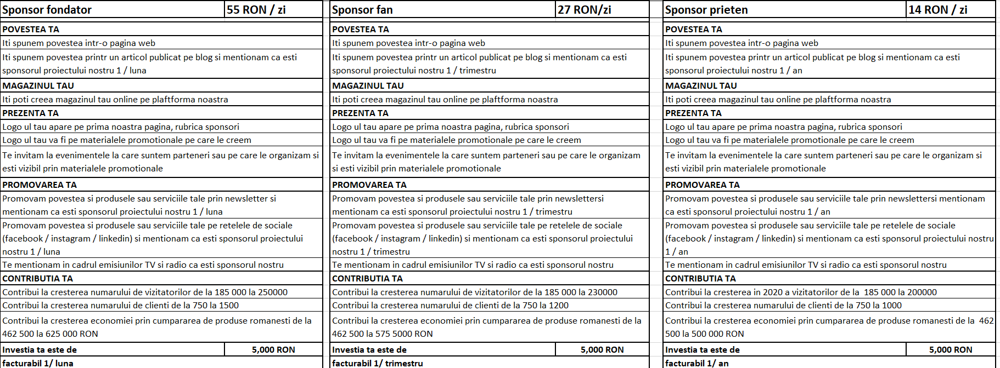 Sponsor fondator 55 RON / zi
POVESTEA TA
Iti spunem povestea intr-o pagina web
Iti spunem povestea printr un articol publicat pe blog si mentionam ca esti
sponsorul proiectului nostru 1 / luna
MAGAZINUL TAU
Iti poti creea magazinul tau online pe plaftforma noastra
PREZENTA TA
Logo ul tau apare pe prima noastra pagina, rubrica sponsori
Logo ul tau va fi pe materialele promotionale pe care le creem
Te invitam la evenimentele la care suntem parteneri sau pe care le organizam si
esti vizibil prin materialele promotionale
PROMOVAREA TA
Promovam povestea si produsele sau serviciile tale prin newsletter si
mentionam ca esti sponsorul proiectului nostru 1 / luna
Promovam povestea si produsele sau serviciile tale pe retelele de sociale
(facebook / instagram / linkedin) si mentionam ca esti sponsorul proiectului
nostru 1 / luna
Te mentionam in cadrul emisiunilor TV si radio ca esti sponsorul nostru
CONTRIBUTIA TA
Contribui la cresterea numarului de vizitatorilor de la 185 000 la 250000
Contribui la cresterea numarului de clienti de la 750 la 1500
Contribui la cresterea economiei prin cumpararea de produse romanesti de la
462 500 la 625 000 RON
Investia ta este de 5,000 RON
facturabil 1/ luna
Sponsor fan 27 RON/zi
POVESTEA TA
Iti spunem povestea intr-o pagina web
Iti spunem povestea printr un articol publicat pe blog si mentionam ca esti
sponsorul proiectului nostru 1 / trimestru
MAGAZINUL TAU
Iti poti creea magazinul tau online pe plaftforma noastra
PREZENTA TA
Logo ul tau apare pe prima noastra pagina, rubrica sponsori
Logo ul tau va fi pe materialele promotionale pe care le creem
Te invitam la evenimentele la care suntem parteneri sau pe care le organizam
si esti vizibil prin materialele promotionale
PROMOVAREA TA
Promovam povestea si produsele sau serviciile tale prin newslettersi
mentionam ca esti sponsorul proiectului nostru 1 / trimestru
Promovam povestea si produsele sau serviciile tale pe retelele de sociale
(facebook / instagram / linkedin) si mentionam ca esti sponsorul proiectului
nostru 1 / trimestru
Te mentionam in cadrul emisiunilor TV si radio ca esti sponsorul nostru
CONTRIBUTIA TA
Contribui la cresterea numarului de vizitatorilor de la 185 000 la 230000
Contribui la cresterea numarului de clienti de la 750 la 1200
Contribui la cresterea economiei prin cumpararea de produse romanesti de la
462 500 la 575 5000 RON
Investia ta este de 5,000 RON
facturabil 1/ trimestru
Sponsor prieten 14 RON / zi
POVESTEA TA
Iti spunem povestea intr-o pagina web
Iti spunem povestea printr un articol publicat pe blog si mentionam ca esti
sponsorul proiectului nostru 1 / an
MAGAZINUL TAU
Iti poti creea magazinul tau online pe plaftforma noastra
PREZENTA TA
Logo ul tau apare pe prima noastra pagina, rubrica sponsori
Logo ul tau va fi pe materialele promotionale pe care le creem
Te invitam la evenimentele la care suntem parteneri sau pe care le organizam si
esti vizibil prin materialele promotionale
PROMOVAREA TA
Promovam povestea si produsele sau serviciile tale prin newslettersi mentionam
ca esti sponsorul proiectului nostru 1 / an
Promovam povestea si produsele sau serviciile tale pe retelele de sociale
(facebook / instagram / linkedin) si mentionam ca esti sponsorul proiectului nostru
1 / an
Te mentionam in cadrul emisiunilor TV si radio ca esti sponsorul nostru
CONTRIBUTIA TA
Contribui la cresterea in 2020 a vizitatorilor de la 185 000 la 200000
Contribui la cresterea numarului de clienti de la 750 la 1000
Contribui la cresterea economiei prin cumpararea de produse romanesti de la 462
500 la 500 000 RON
Investia ta este de 5,000 RON
facturabil 1/ an